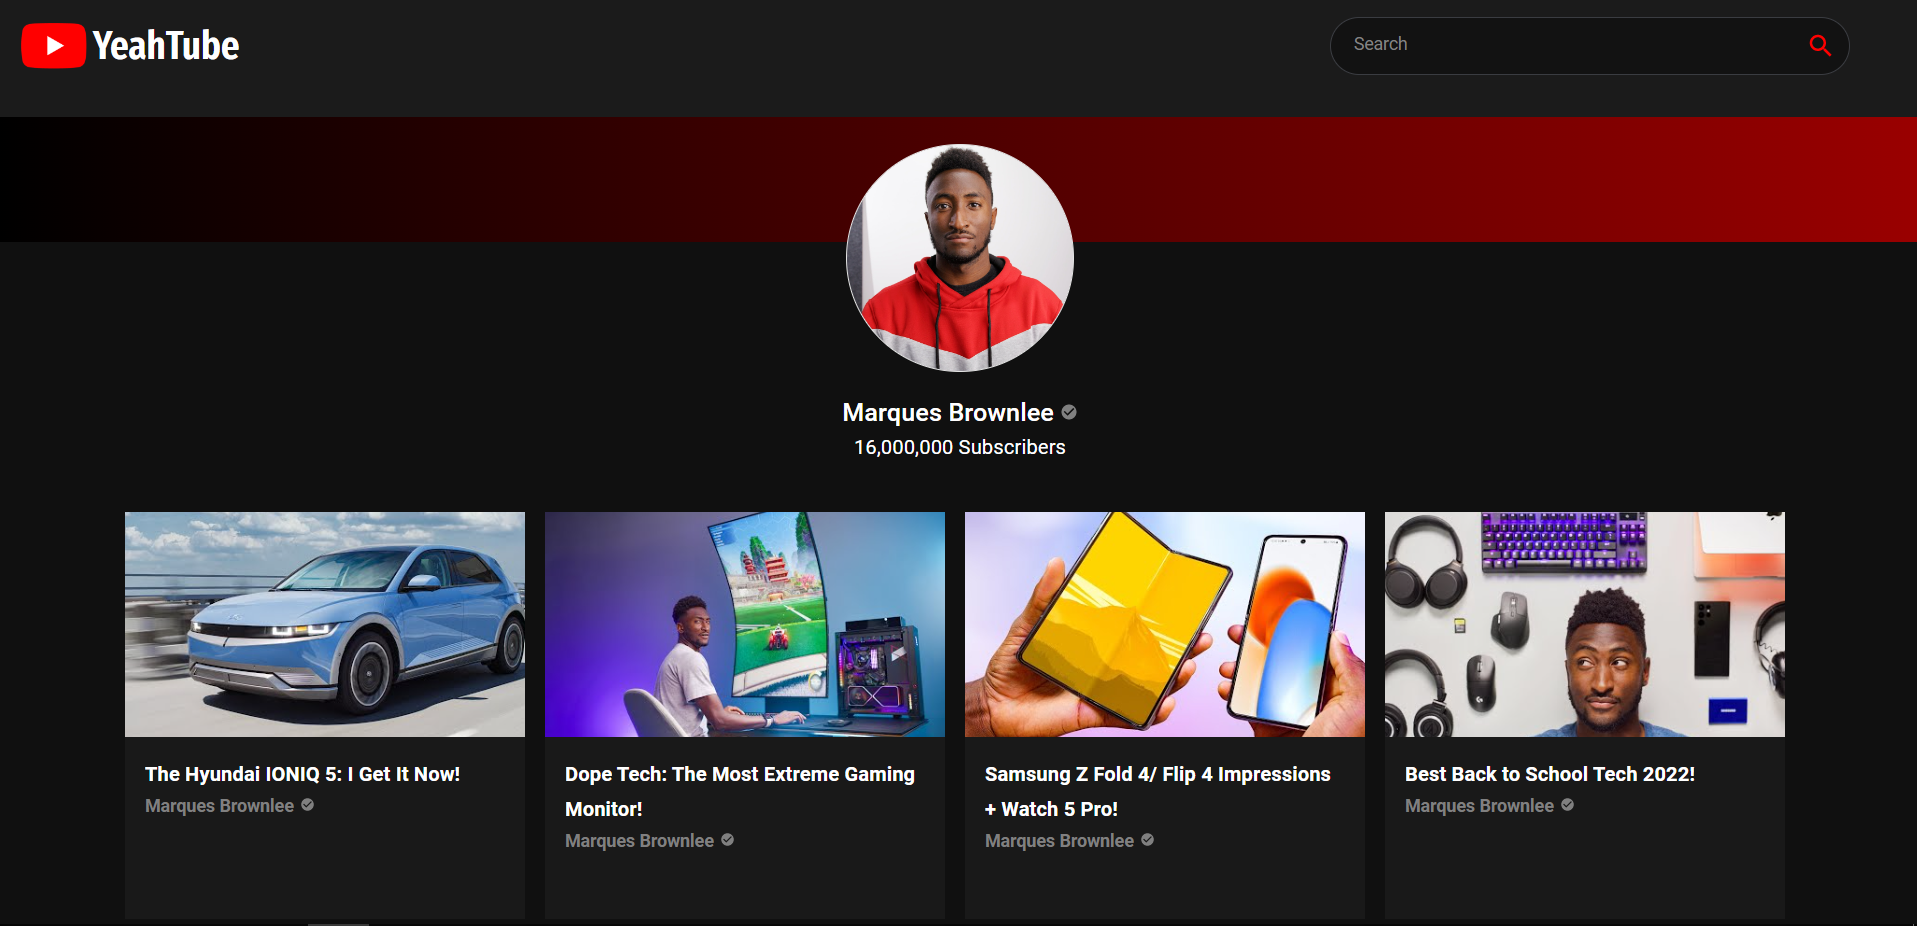 YeahTube
Search
Marques Brownlee
16,000,000 Subscribers
The Hyundai IONIQ 5: I Get It Now!
Marques Brownlee
Dope Tech: The Most Extreme Gaming
Monitor!
Marques Brownlee
Samsung Z Fold 4/ Flip 4 Impressions
+ Watch 5 Pro!
Marques Brownlee
Best Back to School Tech 2022!
Marques Brownlee